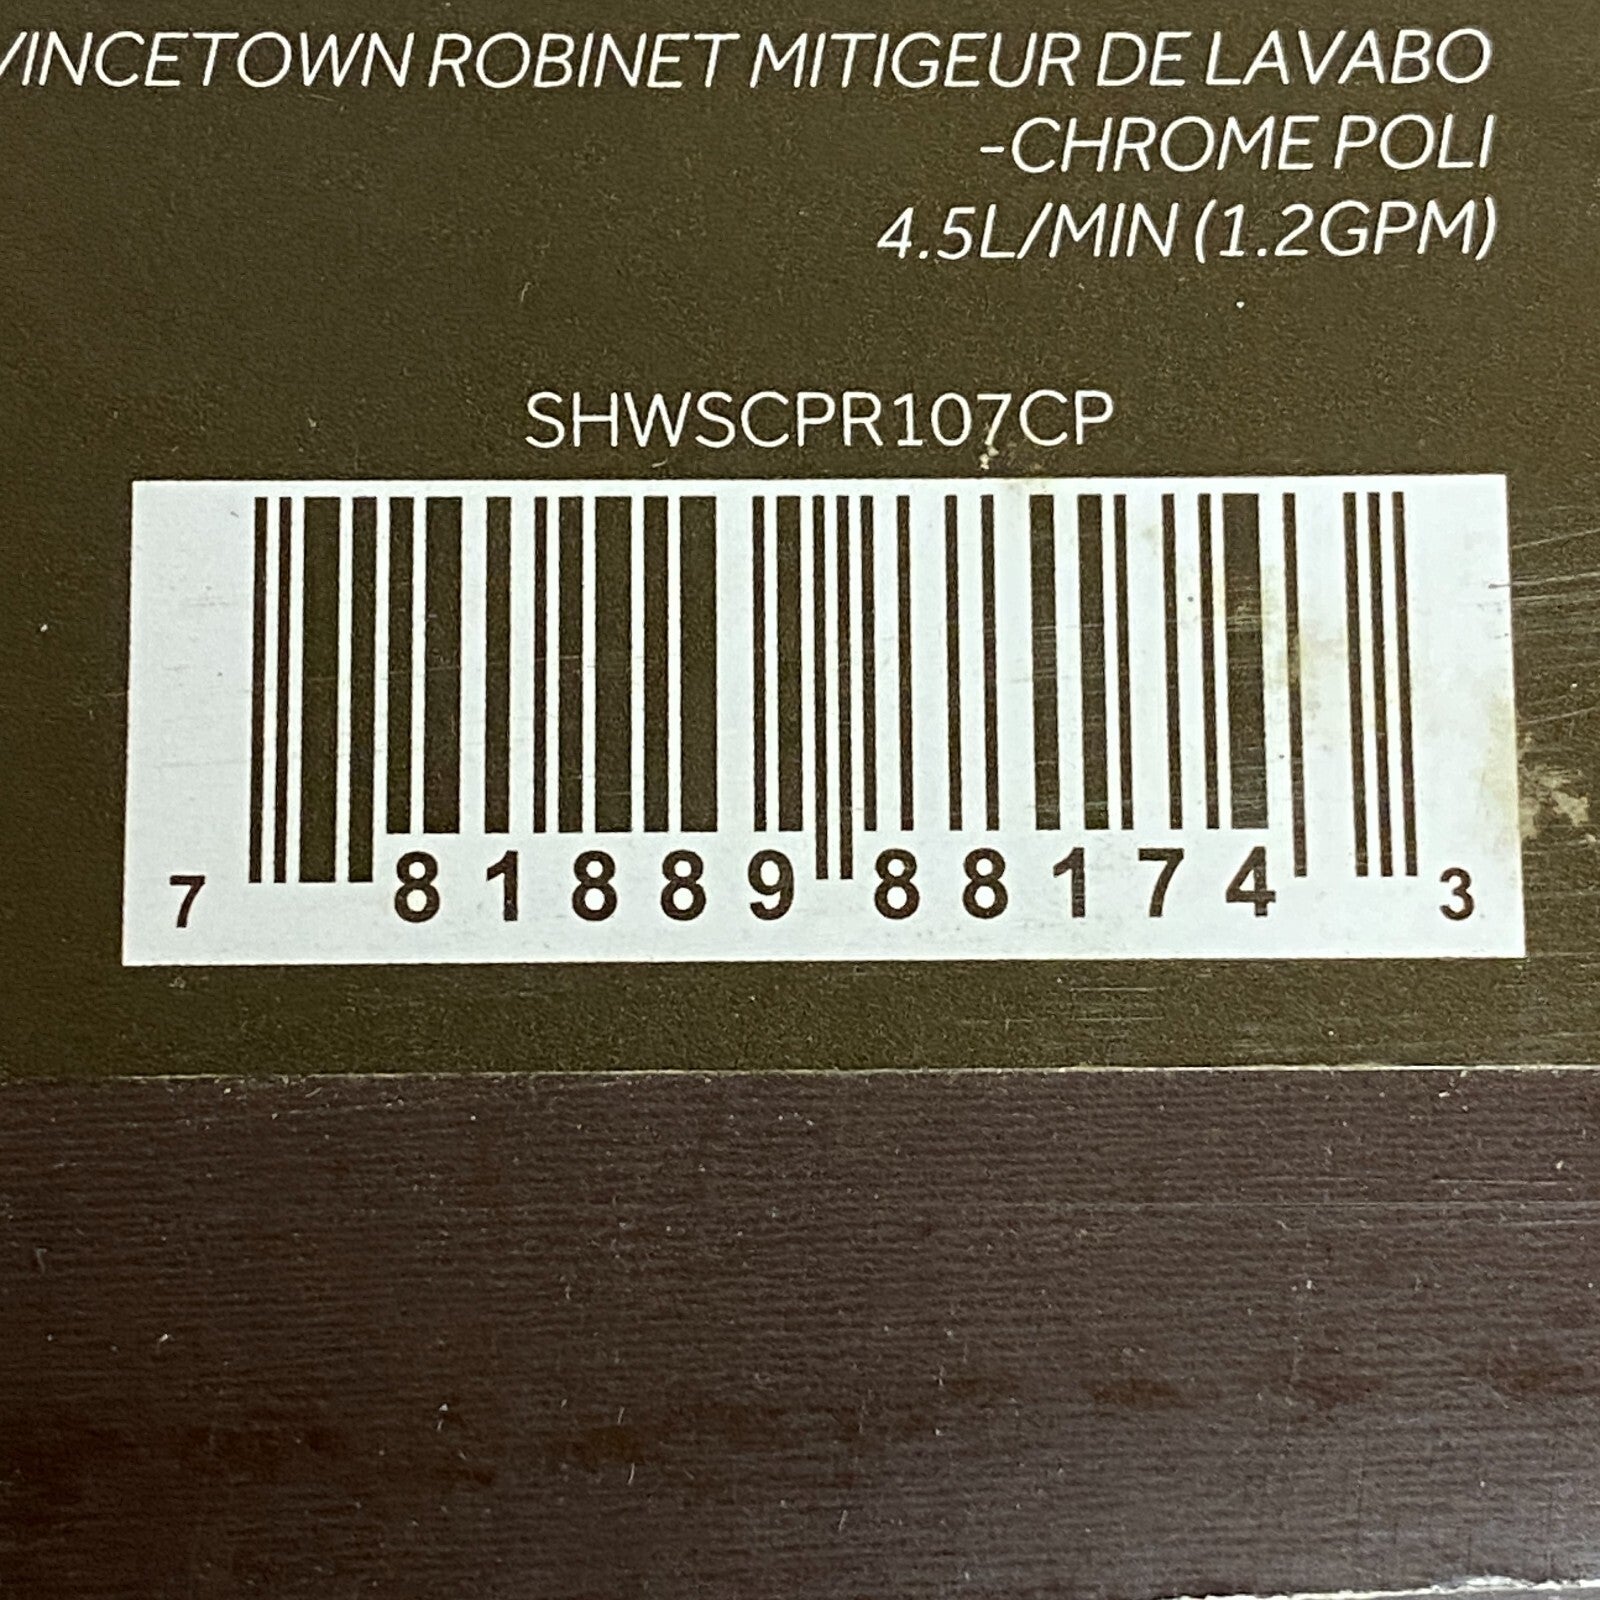 VINCETOWN ROBINET MITIGEUR DE LAVABO
-CHROME POLI
4.5L/MIN (1.2GPM)
SHWSCPR107CP
7 81889 88174 3